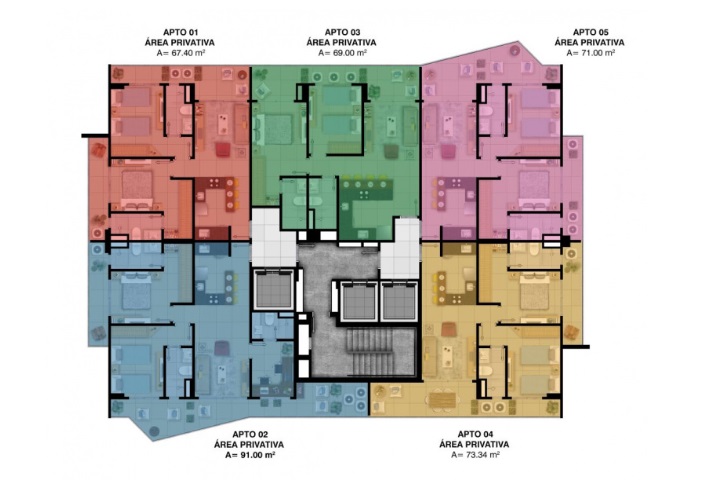 APTO 01
ÁREA PRIVATIVA
A= 67.40 m²
APTO 03
ÁREA PRIVATIVA
A= 69.00 m²
APTO 05
ÁREA PRIVATIVA
A= 71.00 m²
APTO 02
ÁREA PRIVATIVA
A= 91.00 m²
APTO 04
ÁREA PRIVATIVA
A= 73.34 m²